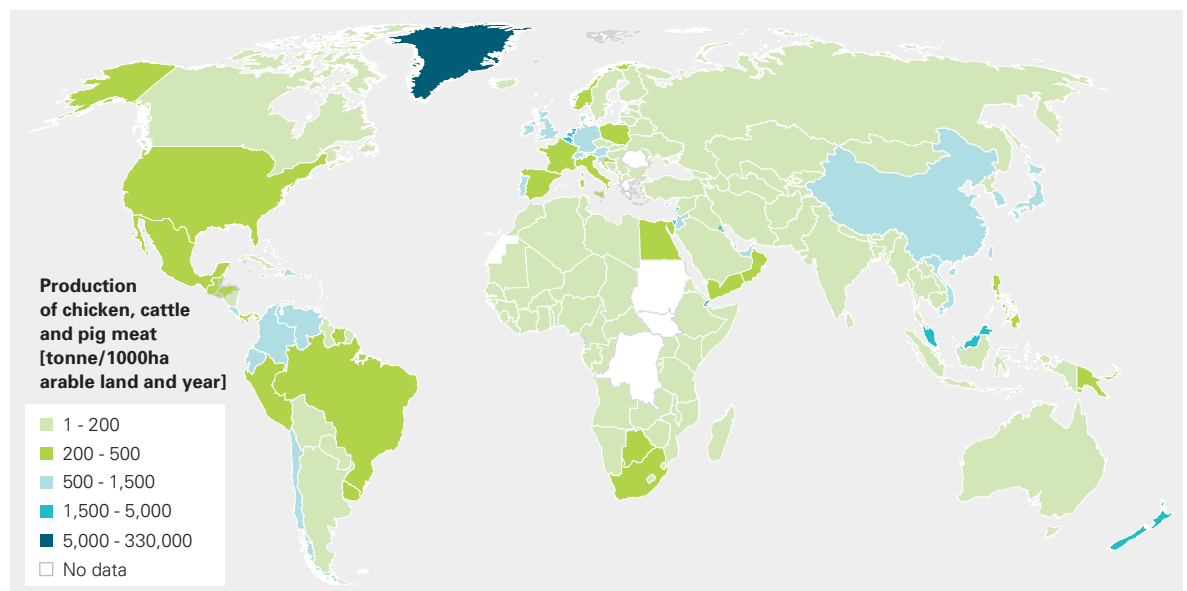 Production
of chicken, cattle
and pig meat
[tonne/1000ha
arable land and year]
1 - 200
200 - 500
500 - 1,500
1,500 - 5,000
5,000 - 330,000
No data